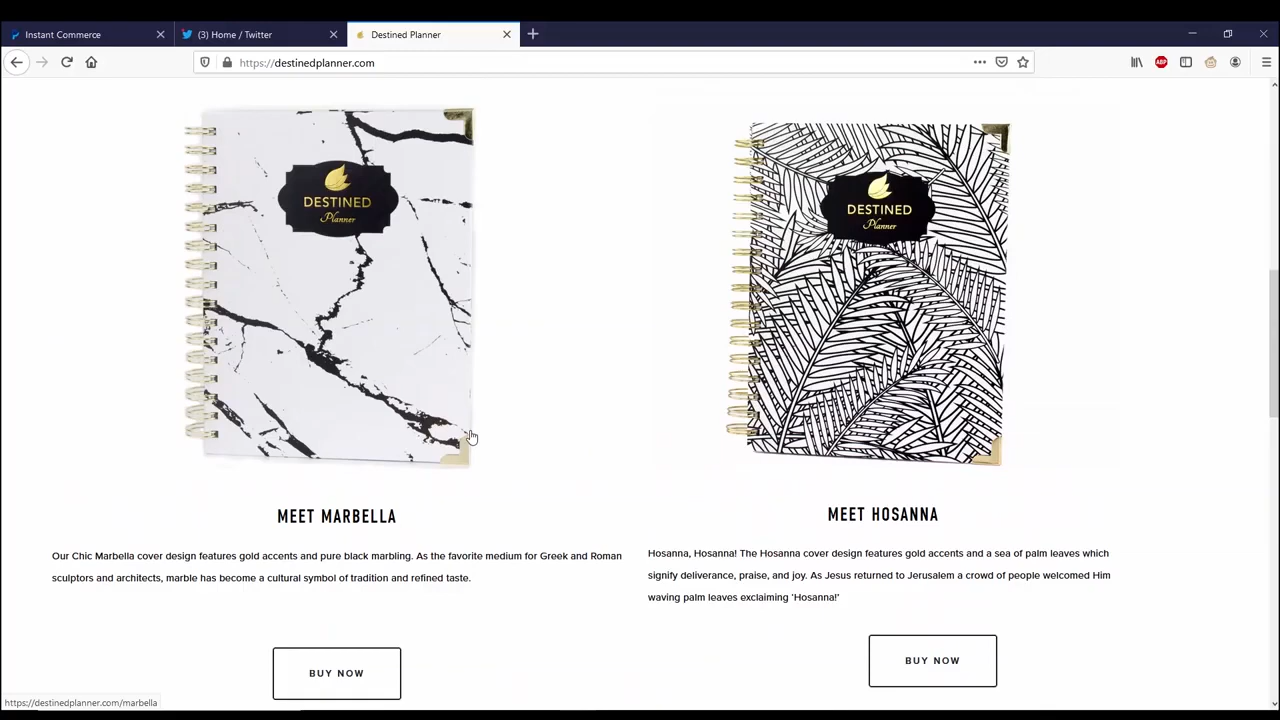 Instant Commerce
(3) Home / Twitter
Destined Planner
https://destinedplanner.com
ABP
DESTINED
Planner
DESTINED
Planner
MEET MARBELLA
Our Chic Marbella cover design features gold accents and pure black marbling. As the favorite medium for Greek and Roman
sculptors and architects, marble has become a cultural symbol of tradition and refined taste.
BUY NOW
MEET HOSANNA
Hosanna, Hosanna! The Hosanna cover design features gold accents and a sea of palm leaves which
signify deliverance, praise, and joy. As Jesus returned to Jerusalem a crowd of people welcomed Him
waving palm leaves exclaiming 'Hosanna!'
BUY NOW
https://destinedplanner.com/marbella